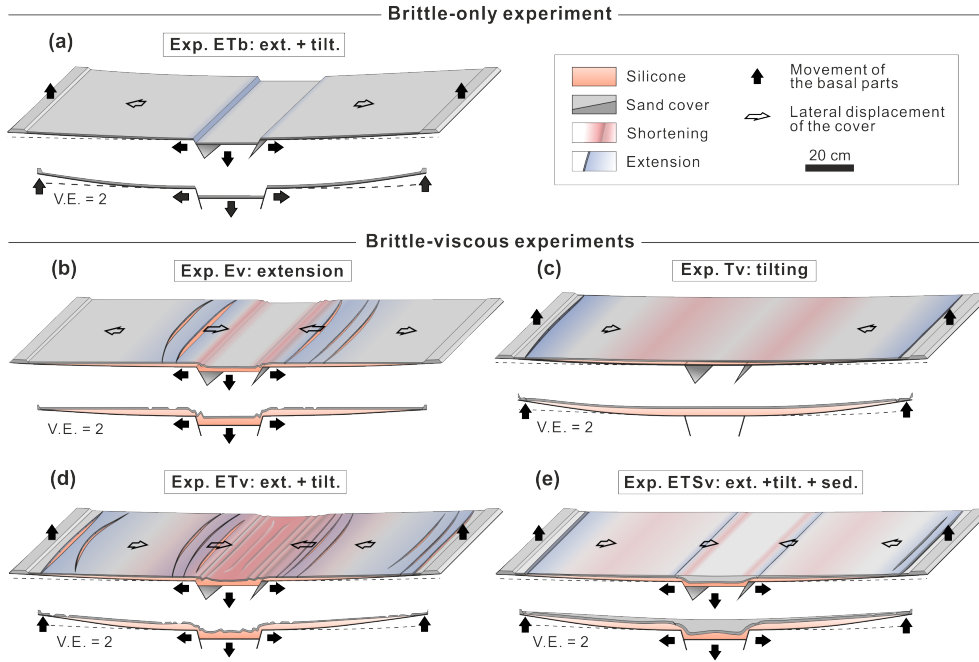 Brittle-only experiment
(a)
Exp. ETb: ext. + tilt.
V.E. = 2
Silicone
Sand cover
Shortening
Extension
Movement of
the basal parts
Lateral displacement
of the cover
20 cm
Brittle-viscous experiments
(b)
Exp. Ev: extension
V.E. = 2
(c)
Exp. Tv: tilting
V.E. = 2
(d)
Exp. ETv: ext. + tilt.
V.E. = 2
(e)
Exp. ETSv: ext. +tilt. + sed.
V.E. = 2